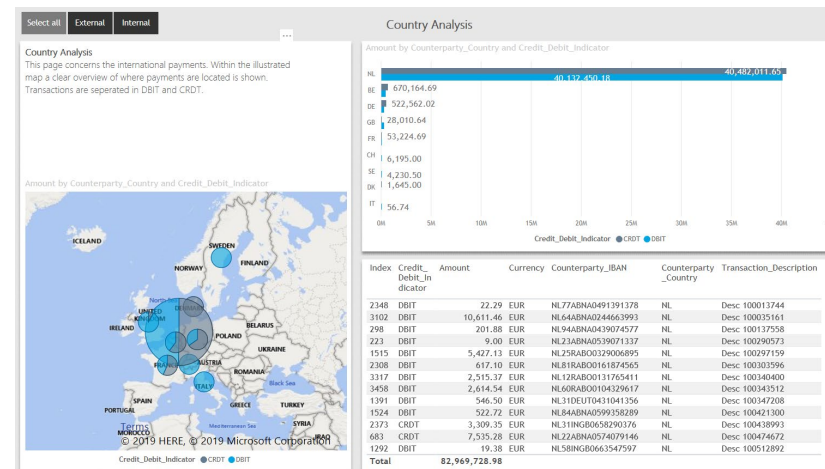 Select all External Internal
...
Country Analysis
Country Analysis
This page concerns the international payments. Within the illustrated
map a clear overview of where payments are located is shown.
Transactions are seperated in DBIT and CRDT.
Amount by Counterparty_Country and Credit_Debit_Indicator
ICELAND
SWEDEN
FINLAND
NORWAY
North Sea
DENMARK
UNITED
KINGDOM
IRELAND
BELARUS
POLAND
UKRAINE
FRANCE
AUSTRIA
ROMANIA
ITALY
Black Sea
SPAIN
PORTUGAL
GREECE
TURKEY
Terms
Mediterranean Sea
SYRIA
MOROCCO
IRAQ
© 2019 HERE, © 2019 Microsoft Corporation
Credit_Debit_Indicator CRDT DBIT
Amount by Counterparty_Country and Credit_Debit_Indicator
NL 40,482,011.65
40,132,450.18
BE 670,164.69
DE 522,562.02
GB 28,010.64
FR 53,224.69
CH 6,195.00
SE 4,230.50
DK 1,645.00
IT 56.74
0M 5M 10M 15M 20M 25M 30M 35M 40M
Credit_Debit_Indicator CRDT DBIT
Index Credit_ Amount Currency Counterparty_IBAN Counterparty Transaction_Description
Debit_In _Country
dicator
2348 DBIT 22.29 EUR NL77ABNA0491391378 NL Desc 100013744
3102 DBIT 10,611.46 EUR NL64ABNA0244663993 NL Desc 100035161
298 DBIT 201.88 EUR NL94ABNA0439074577 NL Desc 100137558
223 DBIT 9.00 EUR NL23ABNA0539071337 NL Desc 100290573
1515 DBIT 5,427.13 EUR NL25RABO0329006895 NL Desc 100297159
2308 DBIT 617.10 EUR NL81RABO0161874565 NL Desc 100303596
3317 DBIT 2,515.37 EUR NL12RABO0131765411 NL Desc 100340400
3458 DBIT 2,614.54 EUR NL60RABO0104329617 NL Desc 100343512
1391 DBIT 546.50 EUR NL31DEUT0431041356 NL Desc 100347208
1524 DBIT 522.72 EUR NL84ABNA0599358289 NL Desc 100421300
2373 CRDT 3,309.35 EUR NL31INGB0658290376 NL Desc 100438993
683 CRDT 7,535.28 EUR NL22ABNA0574079146 NL Desc 100474672
1292 DBIT 19.38 EUR NL58INGB0663547597 NL Desc 100512892
Total 82,969,728.98